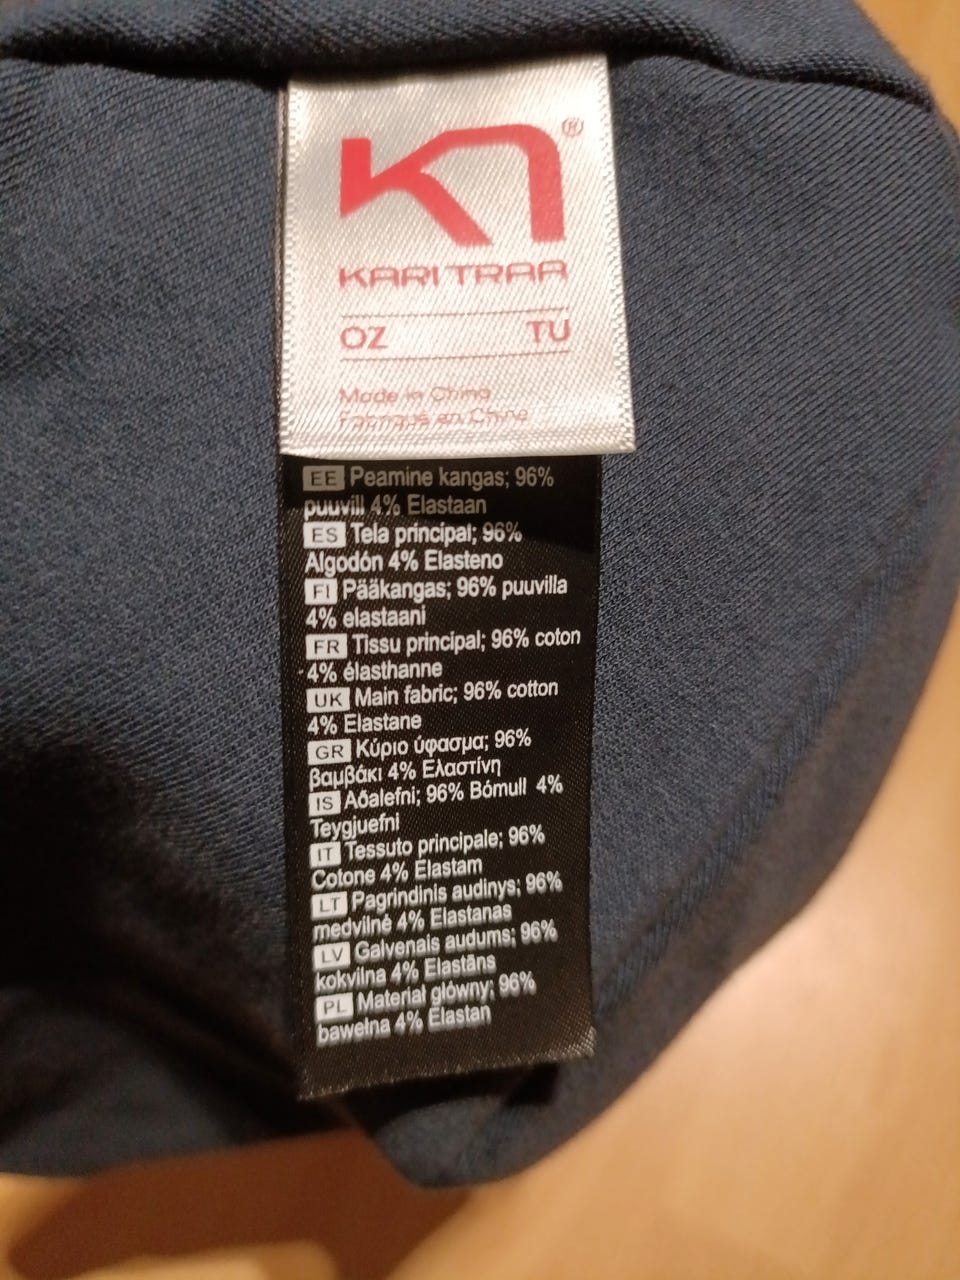 ®
KARI TRAA
OZ TU
Made in China
Fabriqué en Chine
EE Peamine kangas; 96%
puuvill 4% Elastaan
ES Tela principal; 96%
Algodón 4% Elasteno
FI Pääkangas; 96% puuvilla
4% elastaani
FR Tissu principal; 96% coton
4% élasthanne
UK Main fabric; 96% cotton
4% Elastane
GR Κύριο ύφασμα; 96%
βαμβάκι 4% Ελαστίνη
IS Aðalefni; 96% Bómull 4%
Teygjuefni
IT Tessuto principale; 96%
Cotone 4% Elastam
LT Pagrindinis audinys; 96%
medvilnė 4% Elastanas
LV Galvenais audums; 96%
kokvilna 4% Elastāns
PL Materiał główny; 96%
bawełna 4% Elastan